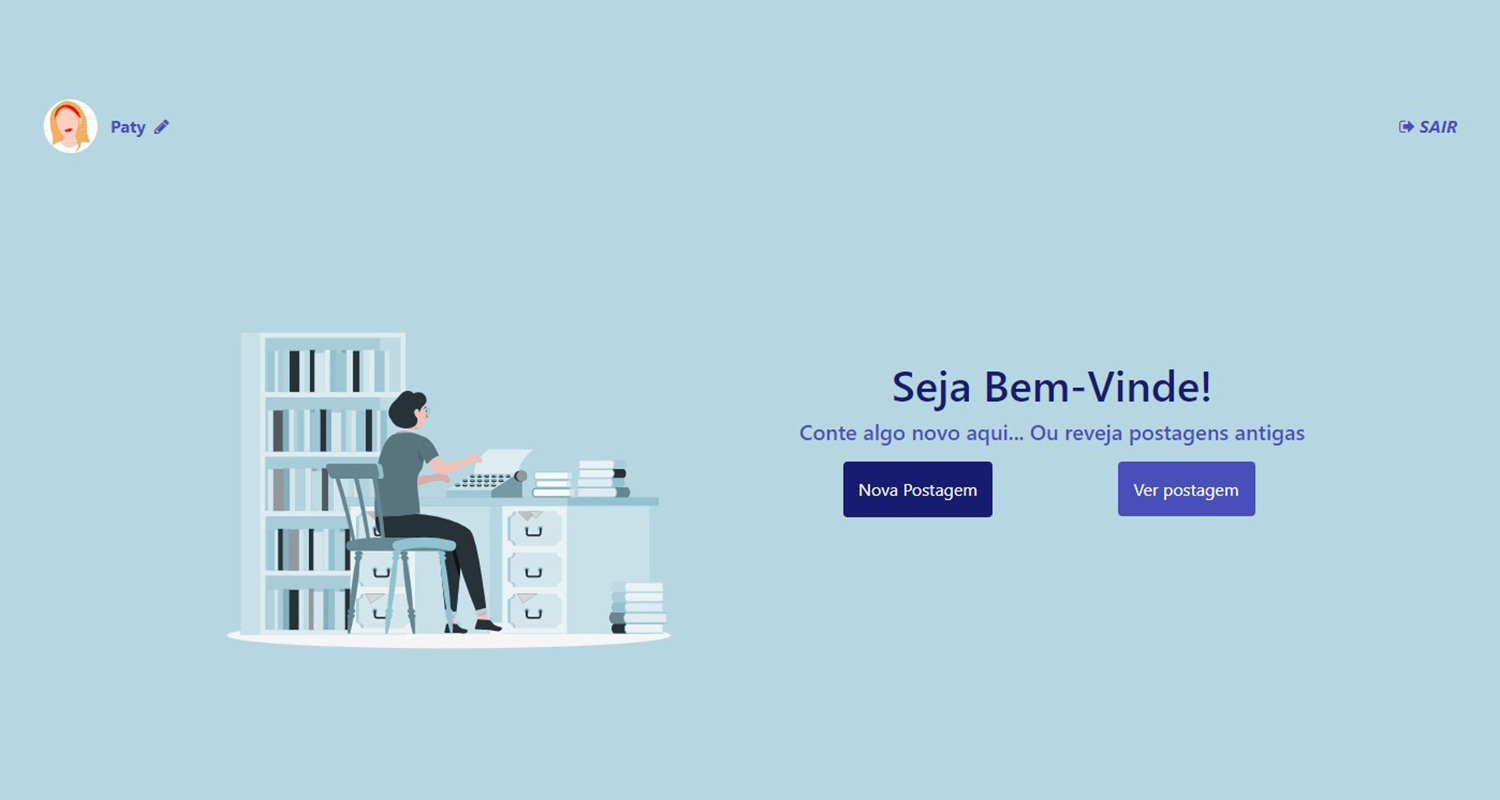 Paty
SAIR
Seja Bem-Vinde!
Conte algo novo aqui... Ou reveja postagens antigas
Nova Postagem
Ver postagem